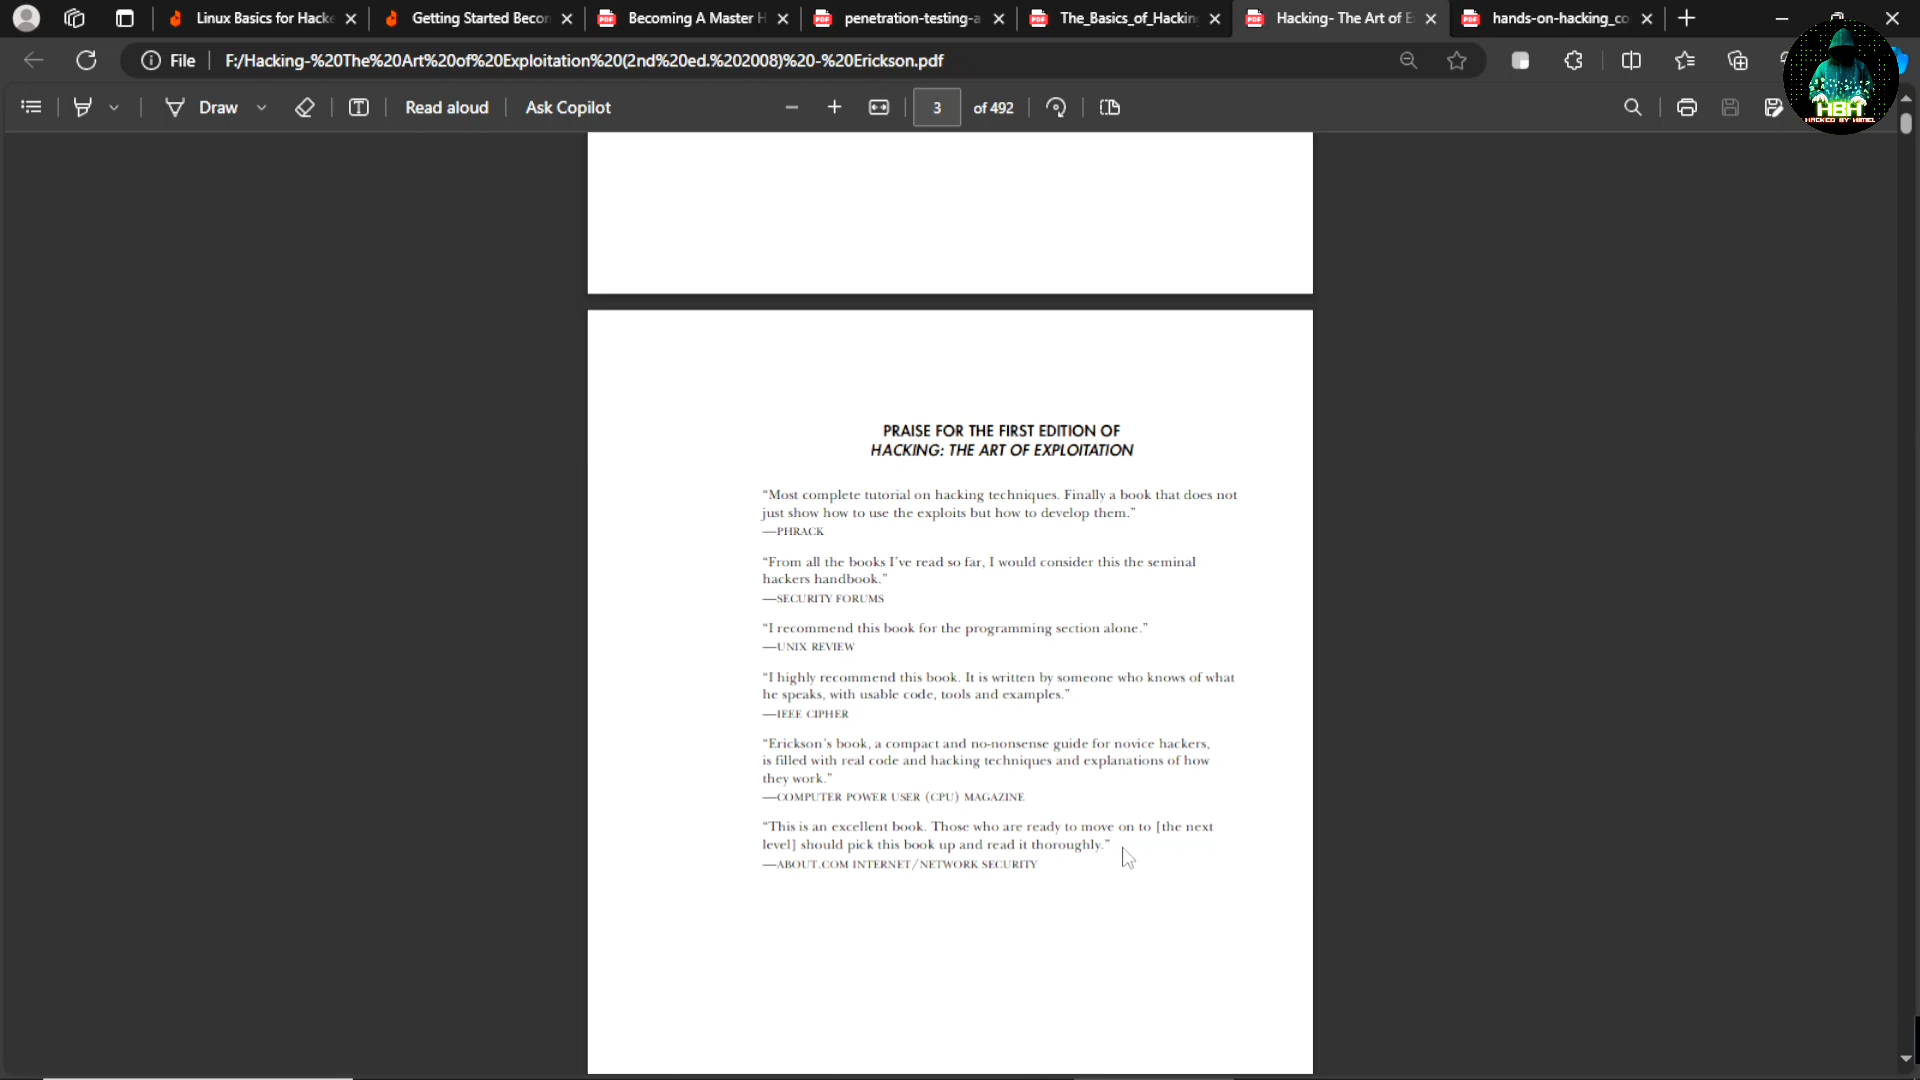 Linux Basics for Hacke
Getting Started Becon
Becoming A Master H
penetration-testing-a
The_Basics_of_Hackin
Hacking- The Art of E
hands-on-hacking_co
File
F:/Hacking-%20The%20Art%20of%20Exploitation%20(2nd%20ed.%202008)%20-%20Erickson.pdf
Draw
Read aloud
Ask Copilot
3
of 492
HBH
HACKED BY HIMEL
PRAISE FOR THE FIRST EDITION OF
HACKING: THE ART OF EXPLOITATION
“Most complete tutorial on hacking techniques. Finally a book that does not
just show how to use the exploits but how to develop them.”
—PHRACK
“From all the books I’ve read so far, I would consider this the seminal
hackers handbook.”
—SECURITY FORUMS
“I recommend this book for the programming section alone.”
—UNIX REVIEW
“I highly recommend this book. It is written by someone who knows of what
he speaks, with usable code, tools and examples.”
—IEEE CIPHER
“Erickson’s book, a compact and no-nonsense guide for novice hackers,
is filled with real code and hacking techniques and explanations of how
they work.”
—COMPUTER POWER USER (CPU) MAGAZINE
“This is an excellent book. Those who are ready to move on to [the next
level] should pick this book up and read it thoroughly.”
—ABOUT.COM INTERNET/NETWORK SECURITY